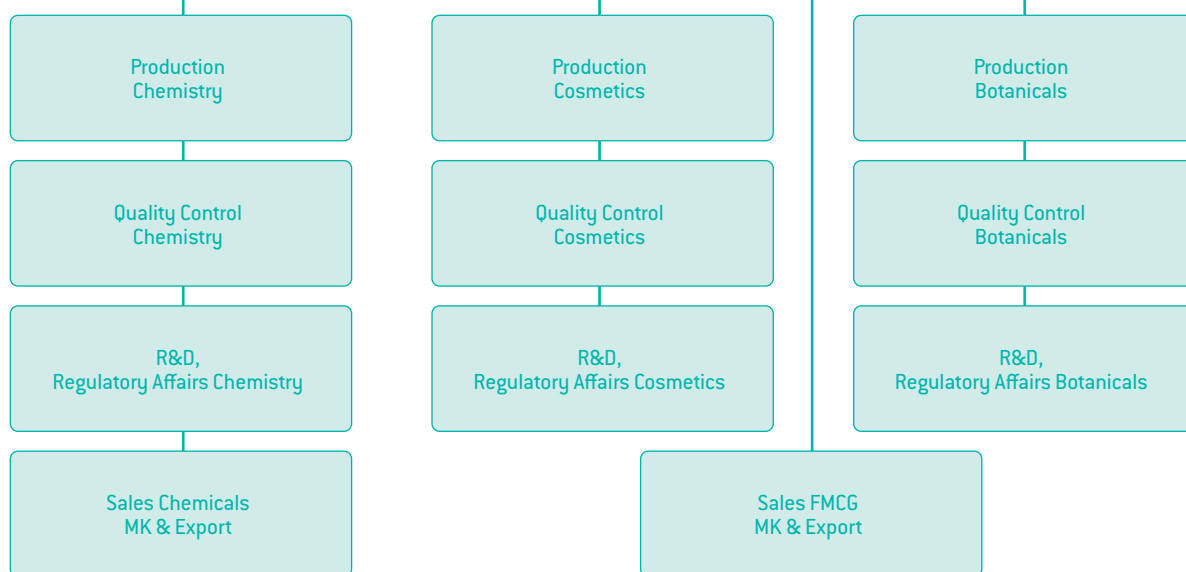 Production
Chemistry
Production
Cosmetics
Production
Botanicals
Quality Control
Chemistry
Quality Control
Cosmetics
Quality Control
Botanicals
R&D,
Regulatory Affairs Chemistry
R&D,
Regulatory Affairs Cosmetics
R&D,
Regulatory Affairs Botanicals
Sales Chemicals
MK & Export
Sales FMCG
MK & Export